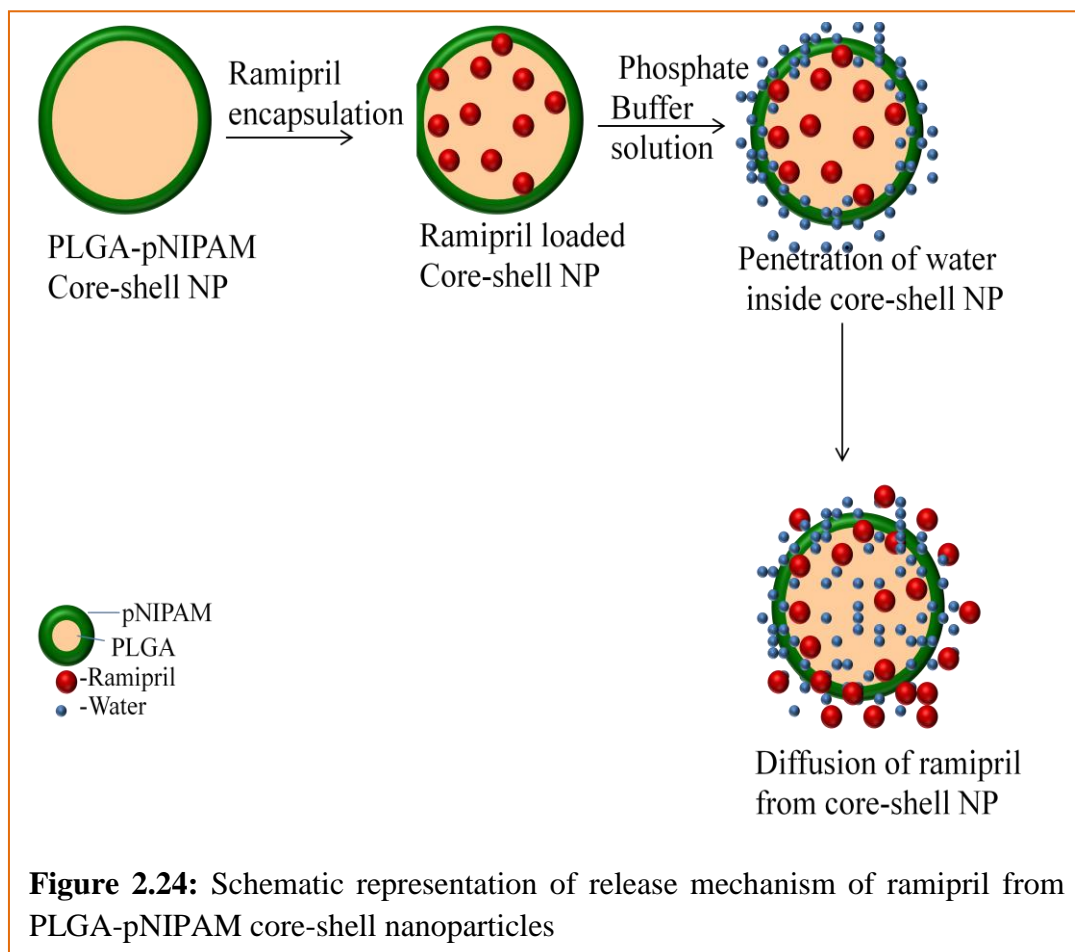 Ramipril
encapsulation
Phosphate
Buffer
solution
PLGA-pNIPAM
Core-shell NP
Ramipril loaded
Core-shell NP
Penetration of water
inside core-shell NP
pNIPAM
PLGA
-Ramipril
-Water
Diffusion of ramipril
from core-shell NP
Figure 2.24: Schematic representation of release mechanism of ramipril from
PLGA-pNIPAM core-shell nanoparticles